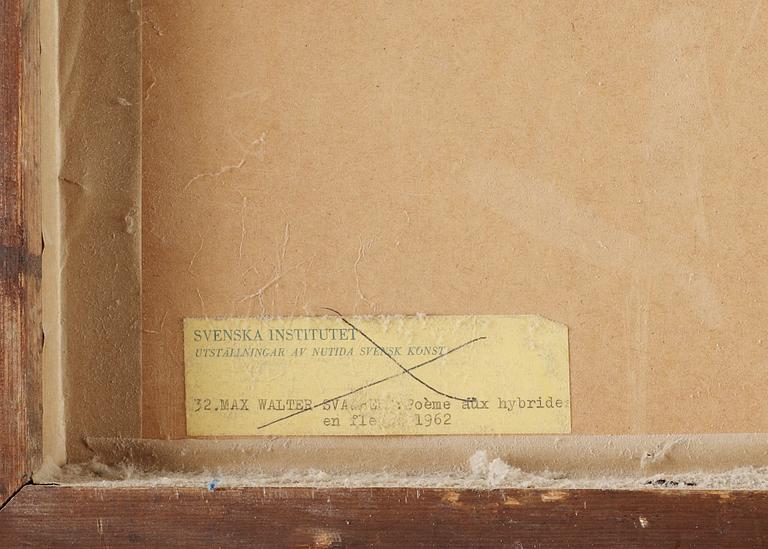 SVENSKA INSTITUTET
UTSTÄLLNINGAR AV NUTIDA SVENSK KONST
32.MAX WALTER Poème aux hybrides
en 1962